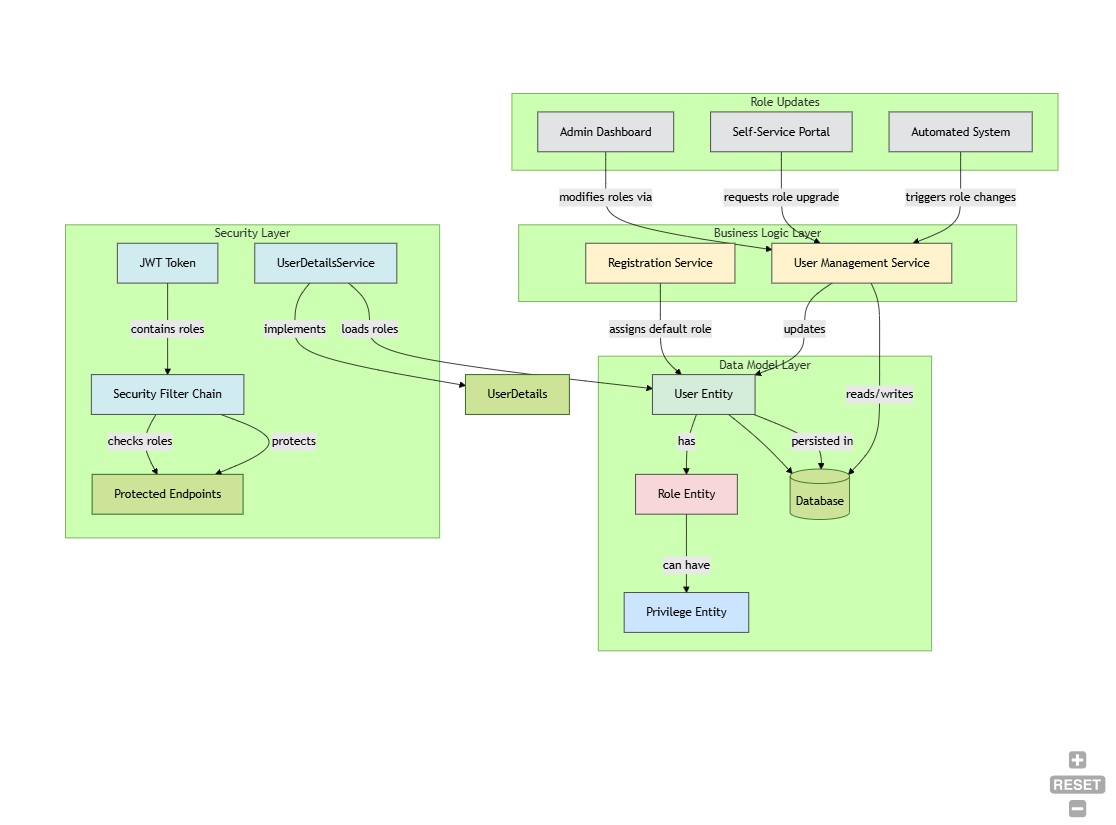 Role Updates
Admin Dashboard
Self-Service Portal
Automated System
modifies roles via
requests role upgrade
triggers role changes
Security Layer
Business Logic Layer
JWT Token
UserDetailsService
Registration Service
User Management Service
contains roles
implements
loads roles
assigns default role
updates
Data Model Layer
Security Filter Chain
UserDetails
User Entity
reads/writes
checks roles
protects
has
persisted in
Protected Endpoints
Role Entity
Database
can have
Privilege Entity
RESET